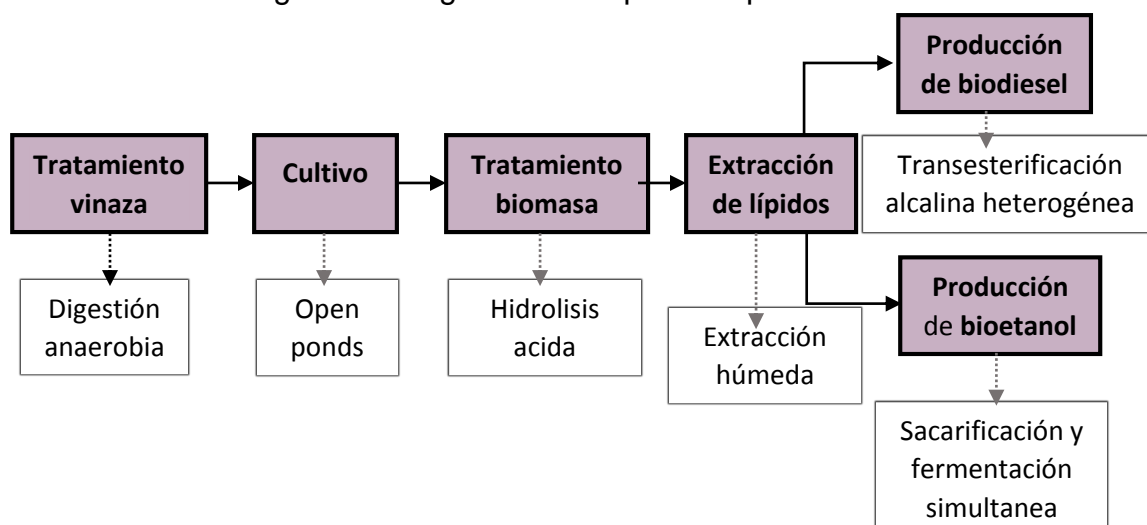 Producción
de biodiesel
Tratamiento
vinaza
Cultivo
Tratamiento
biomasa
Extracción
de lípidos
Transesterificación
alcalina heterogénea
Digestión
anaerobia
Open
ponds
Hidrolisis
acida
Extracción
húmeda
Producción
de bioetanol
Sacarificación y
fermentación
simultanea